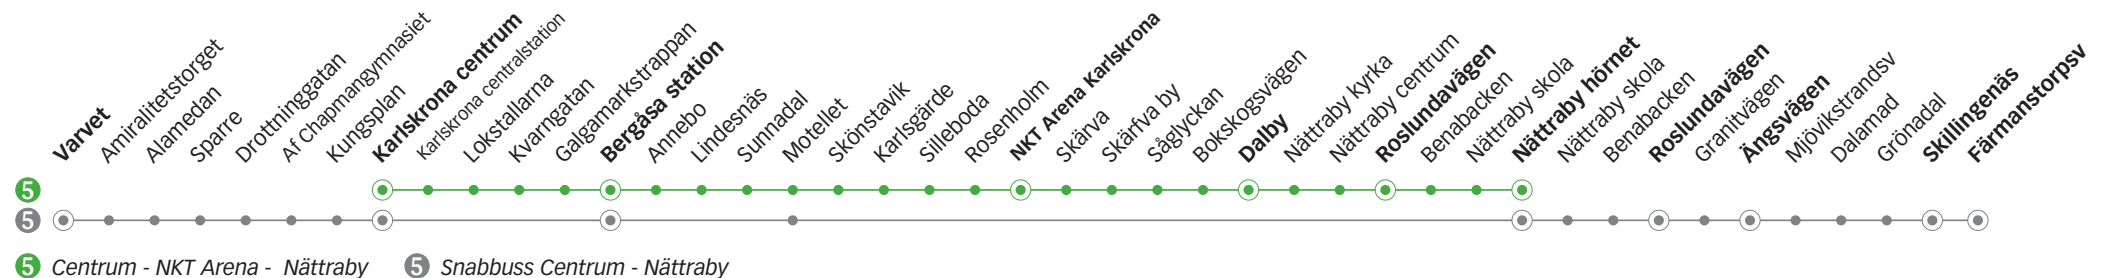 Varvet
Amiralitetstorget
Alamedan
Sparre
Drottninggatan
Af Chapmangymnasiet
Kungsplan
Karlskrona centrum
Karlskrona centralstation
Lokstallarna
Kvarngatan
Galgamarkstrappan
Bergåsa station
Annebo
Lindesnäs
Sunnadal
Motellet
Skönstavik
Karlsgärde
Silleboda
Rosenholm
NKT Arena Karlskrona
Skärva
Skärfva by
Såglyckan
Bokskogsvägen
Dalby
Nättraby kyrka
Nättraby centrum
Roslundavägen
Benabacken
Nättraby skola
Nättraby hörnet
Nättraby skola
Benabacken
Roslundavägen
Granitvägen
Ängsvägen
Mjövikstrandsv
Dalamad
Grönadal
Skillingenäs
Färmanstorpsv
5
5
5 Centrum - NKT Arena - Nättraby 5 Snabbuss Centrum - Nättraby